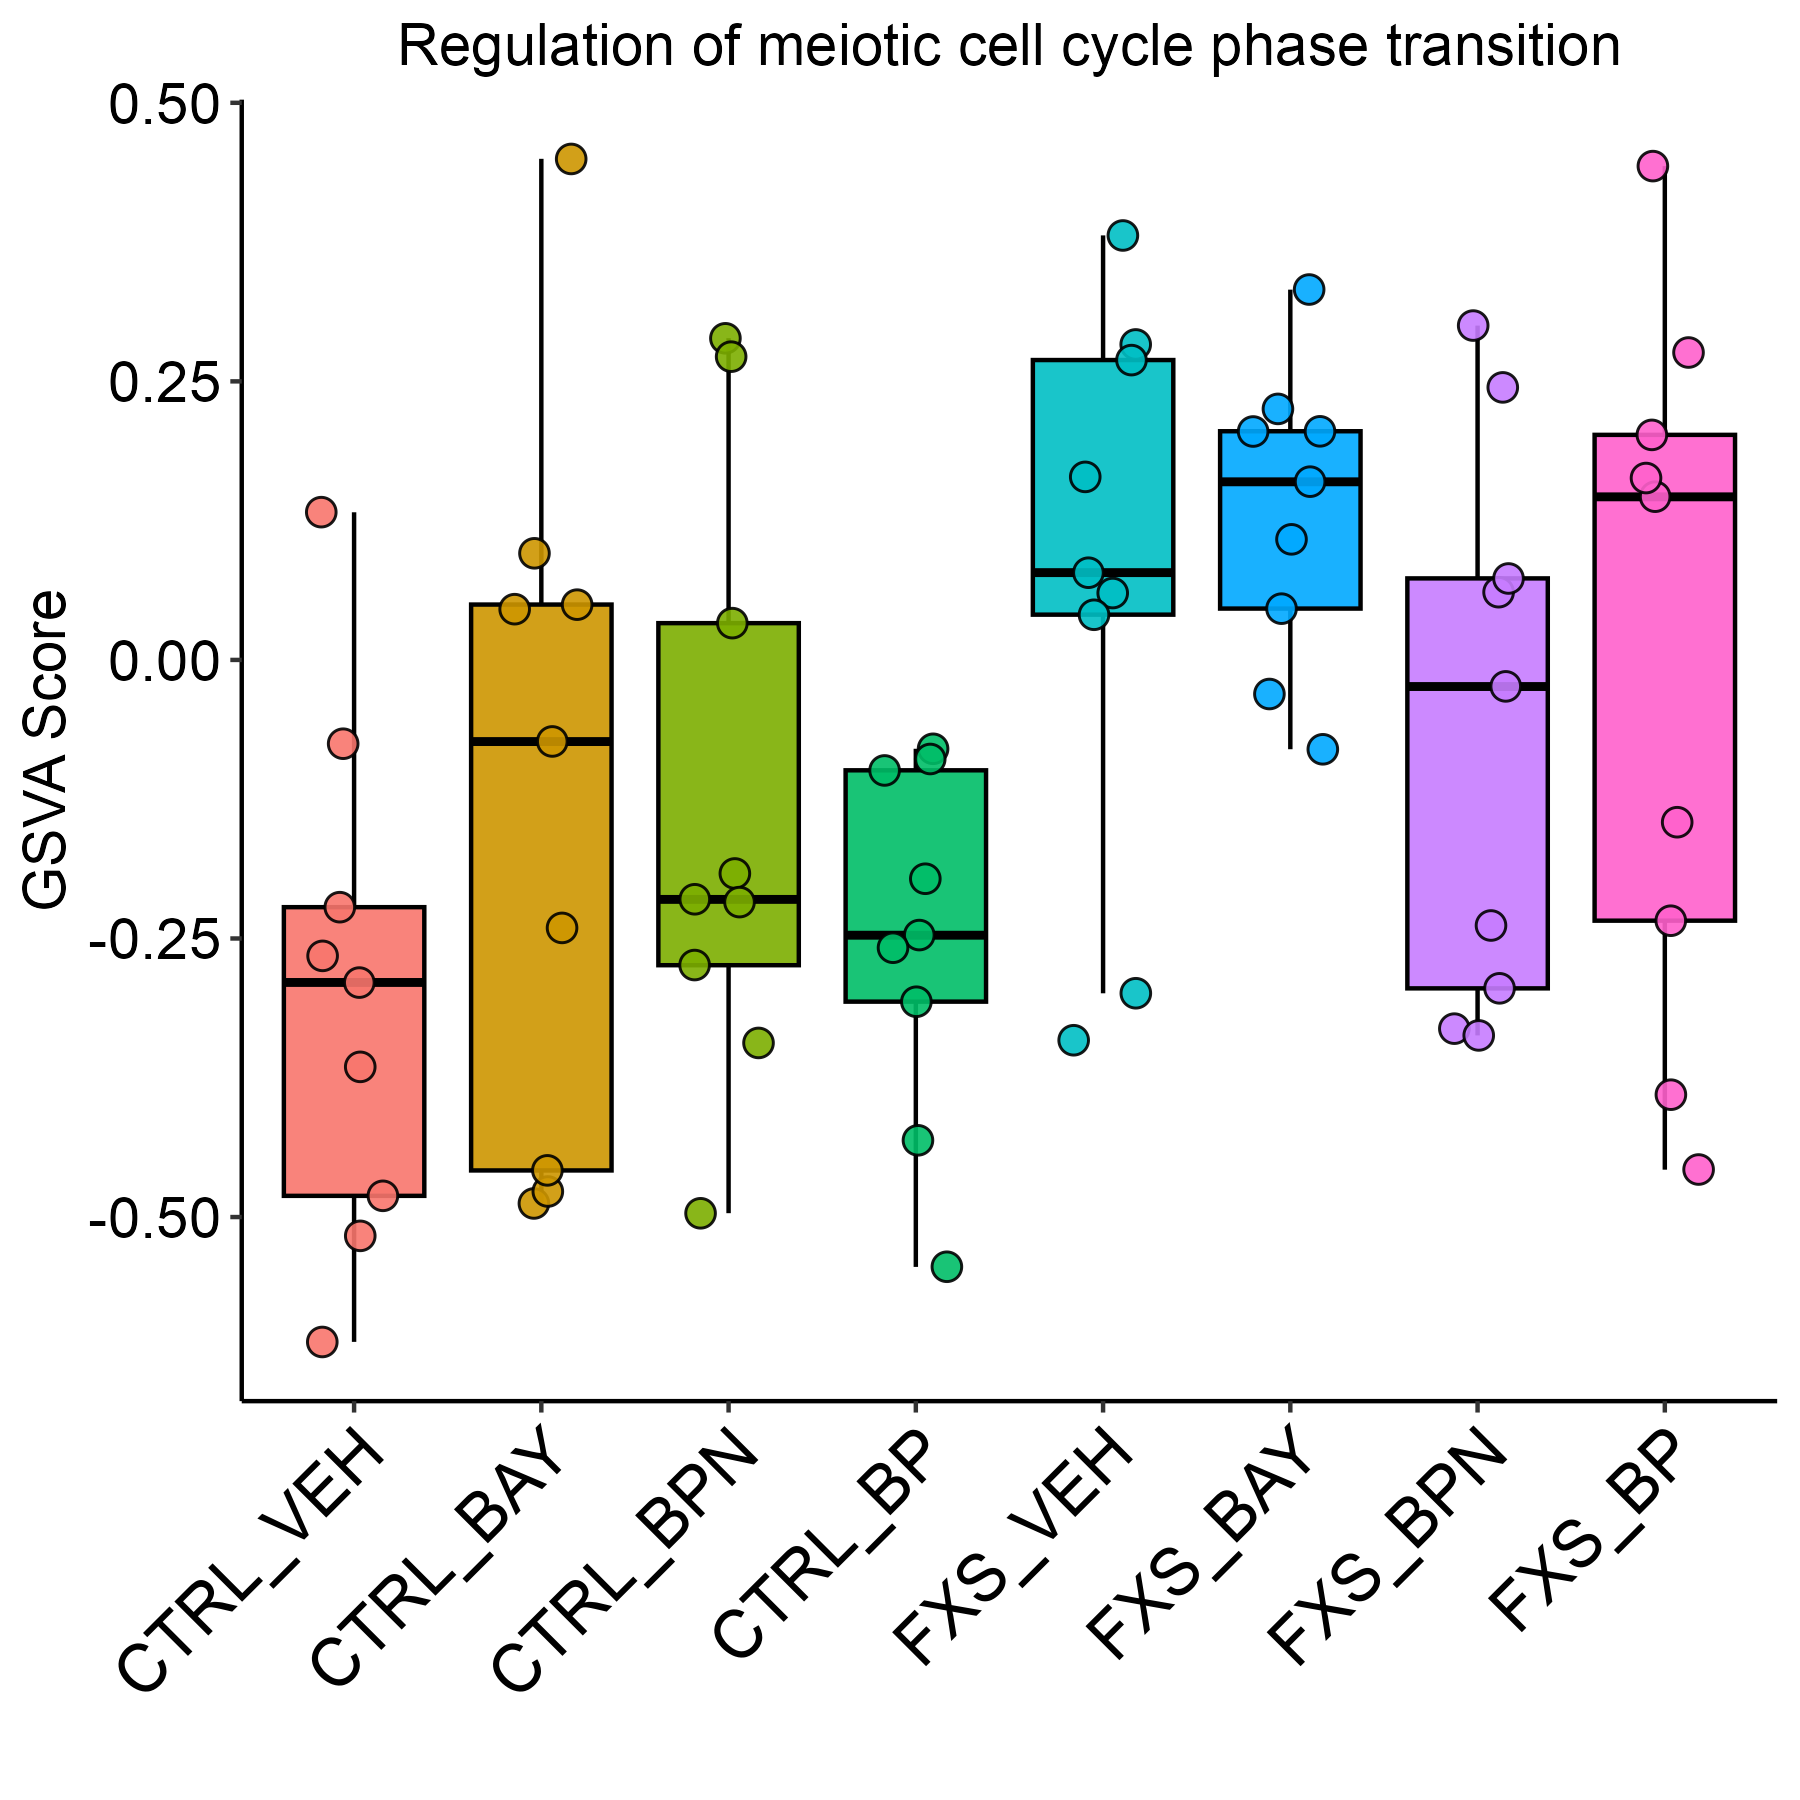 Regulation of meiotic cell cycle phase transition
0.50
0.25
0.00
-0.25
-0.50
GSVA Score
CTRL_VEH
CTRL_BAY
CTRL_BPN
CTRL_BP
FXS_VEH
FXS_BAY
FXS_BPN
FXS_BP